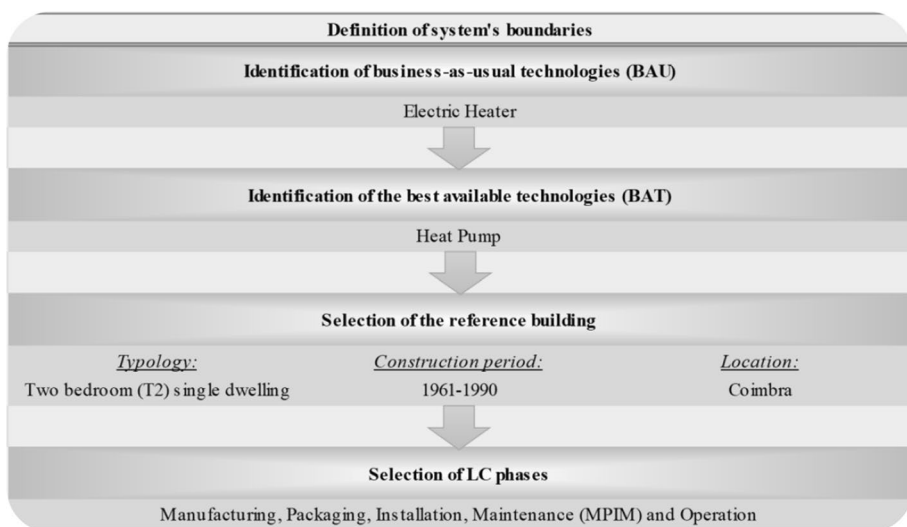 Definition of system's boundaries
Identification of business-as-usual technologies (BAU)
Electric Heater
Identification of the best available technologies (BAT)
Heat Pump
Selection of the reference building
Typology: Construction period: Location:
Two bedroom (T2) single dwelling 1961-1990 Coimbra
Selection of LC phases
Manufacturing, Packaging, Installation, Maintenance (MPIM) and Operation